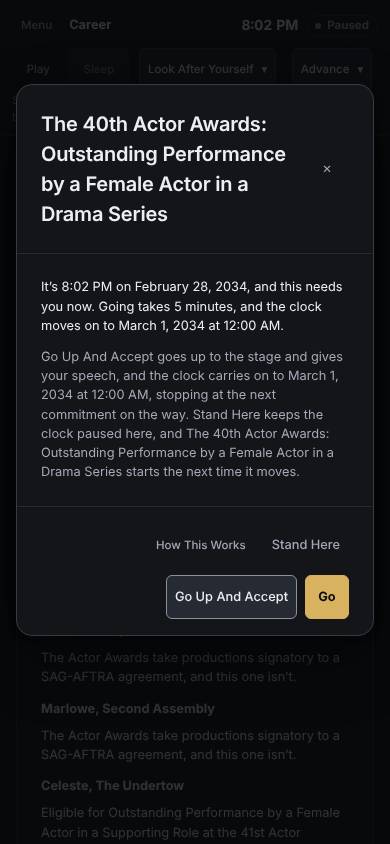 Menu Career 8:02 PM Paused
Play Sleep Look After Yourself ▾ Advance ▾
The 40th Actor Awards:
Outstanding Performance
by a Female Actor in a
Drama Series
×
It's 8:02 PM on February 28, 2034, and this needs
you now. Going takes 5 minutes, and the clock
moves on to March 1, 2034 at 12:00 AM.
Go Up And Accept goes up to the stage and gives
your speech, and the clock carries on to March 1,
2034 at 12:00 AM, stopping at the next
commitment on the way. Stand Here keeps the
clock paused here, and The 40th Actor Awards:
Outstanding Performance by a Female Actor in a
Drama Series starts the next time it moves.
How This Works Stand Here
Go Up And Accept Go
The Actor Awards take productions signatory to a
SAG-AFTRA agreement, and this one isn't.
Marlowe, Second Assembly
The Actor Awards take productions signatory to a
SAG-AFTRA agreement, and this one isn't.
Celeste, The Undertow
Eligible for Outstanding Performance by a Female
Actor in a Supporting Role at the 41st Actor